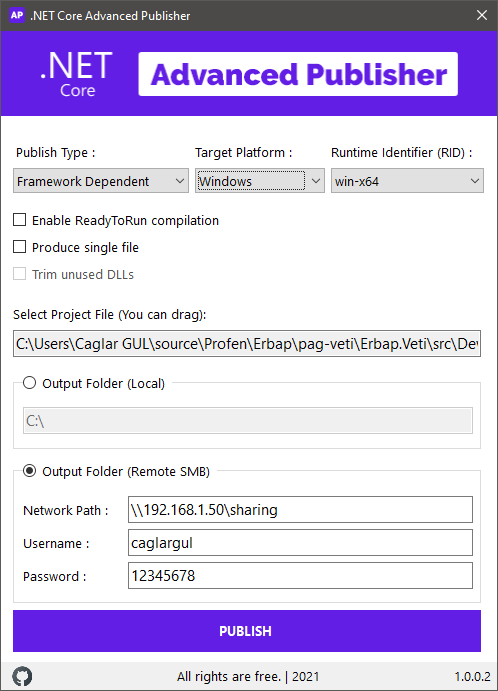 AP .NET Core Advanced Publisher
.NET
Core
Advanced Publisher
Publish Type : Target Platform : Runtime Identifier (RID) :
Framework Dependent Windows win-x64
Enable ReadyToRun compilation
Produce single file
Trim unused DLLs
Select Project File (You can drag):
C:\Users\Caglar GUL\source\Profen\Erbap\pag-veti\Erbap.Veti\src\De
Output Folder (Local)
C:\
Output Folder (Remote SMB)
Network Path : \\192.168.1.50\sharing
Username : caglargul
Password : 12345678
PUBLISH
All rights are free. | 2021 1.0.0.2